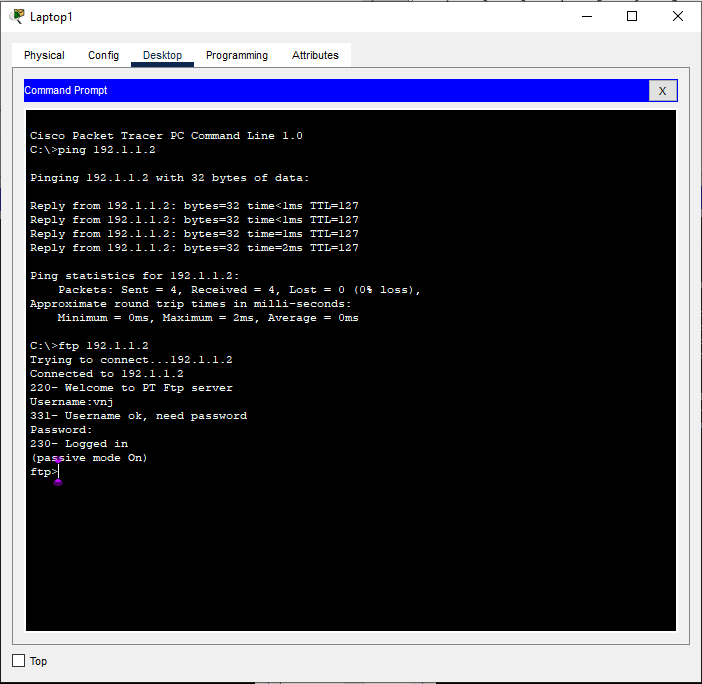 Laptop1
Physical Config Desktop Programming Attributes
Command Prompt
X
Cisco Packet Tracer PC Command Line 1.0
C:\>ping 192.1.1.2
Pinging 192.1.1.2 with 32 bytes of data:
Reply from 192.1.1.2: bytes=32 time<1ms TTL=127
Reply from 192.1.1.2: bytes=32 time<1ms TTL=127
Reply from 192.1.1.2: bytes=32 time=1ms TTL=127
Reply from 192.1.1.2: bytes=32 time=2ms TTL=127
Ping statistics for 192.1.1.2:
    Packets: Sent = 4, Received = 4, Lost = 0 (0% loss),
Approximate round trip times in milli-seconds:
    Minimum = 0ms, Maximum = 2ms, Average = 0ms
C:\>ftp 192.1.1.2
Trying to connect...192.1.1.2
Connected to 192.1.1.2
220- Welcome to PT Ftp server
Username:vnj
331- Username ok, need password
Password:
230- Logged in
(passive mode On)
ftp>
Top